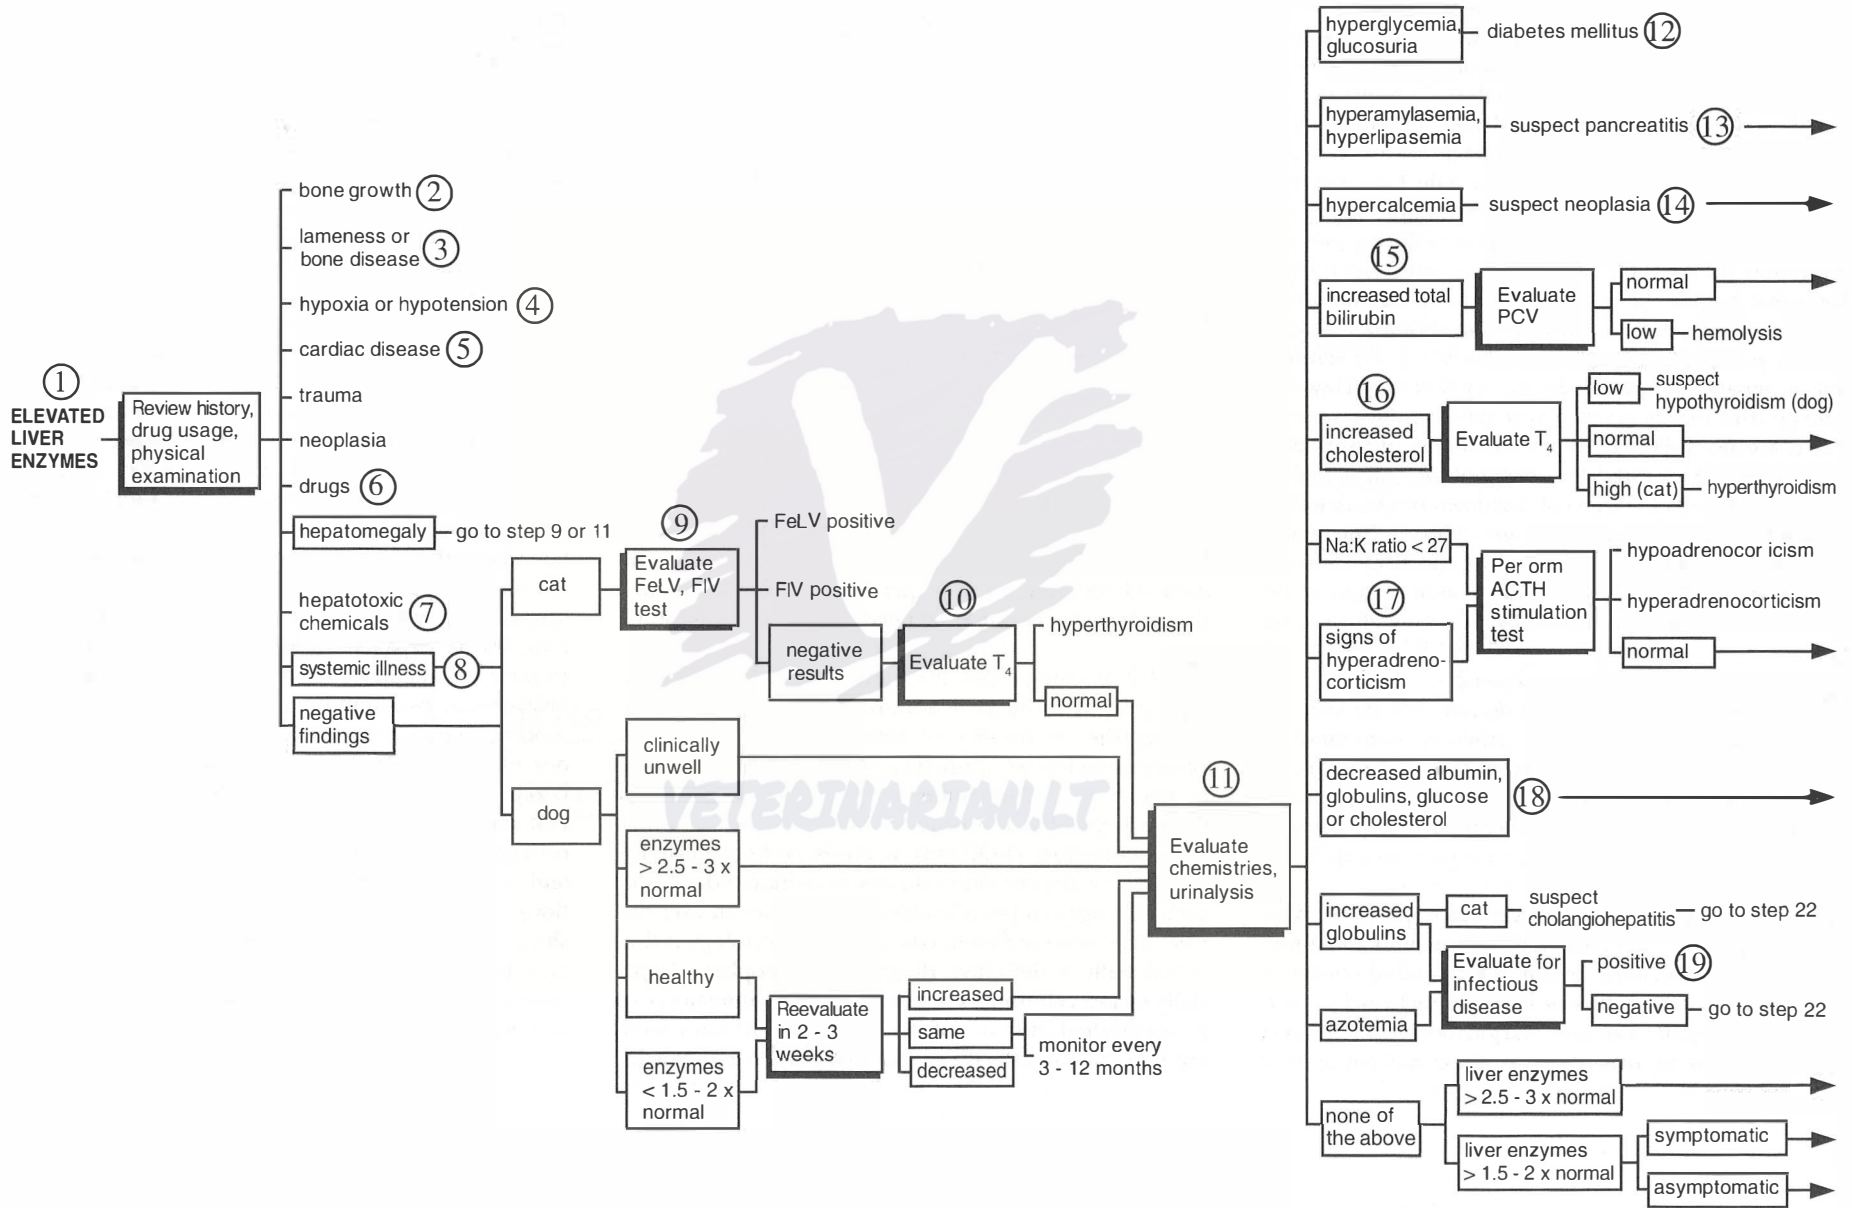 1
ELEVATED
LIVER
ENZYMES
Review history,
drug usage,
physical
examination
bone growth 2
lameness or
bone disease 3
hypoxia or hypotension 4
cardiac disease 5
trauma
neoplasia
drugs 6
hepatomegaly go to step 9 or 11
hepatotoxic
chemicals 7
systemic illness 8
negative
findings
cat
dog
9
Evaluate
FeLV, FIV
test
FeLV positive
FIV positive
negative
results
10
Evaluate T4
hyperthyroidism
normal
clinically
unwell
enzymes
> 2.5 - 3 x
normal
healthy
enzymes
< 1.5 - 2 x
normal
Reevaluate
in 2 - 3
weeks
increased
same
decreased
monitor every
3 - 12 months
11
Evaluate
chemistries,
urinalysis
hyperglycemia,
glucosuria
diabetes mellitus 12
hyperamylasemia,
hyperlipasemia
suspect pancreatitis 13
hypercalcemia suspect neoplasia 14
15
increased total
bilirubin
Evaluate
PCV
normal
low hemolysis
16
increased
cholesterol
Evaluate T4
low
suspect
hypothyroidism (dog)
normal
high (cat) hyperthyroidism
Na:K ratio < 27
17
signs of
hyperadreno-
corticism
Per orm
ACTH
stimulation
test
hypoadrenocor icism
hyperadrenocorticism
normal
decreased albumin,
globulins, glucose
or cholesterol
18
increased
globulins
cat
suspect
cholangiohepatitis go to step 22
azotemia
Evaluate for
infectious
disease
positive 19
negative go to step 22
none of
the above
liver enzymes
> 2.5 - 3 x normal
liver enzymes
> 1.5 - 2 x normal
symptomatic
asymptomatic
VETERINARIAN.LT